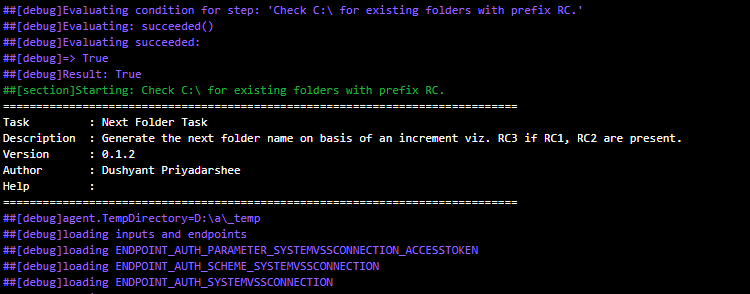 ##[debug]Evaluating condition for step: 'Check C:\ for existing folders with prefix RC.'
##[debug]Evaluating: succeeded()
##[debug]Evaluating succeeded:
##[debug]=> True
##[debug]Result: True
##[section]Starting: Check C:\ for existing folders with prefix RC.
==============================================================================
Task         : Next Folder Task
Description  : Generate the next folder name on basis of an increment viz. RC3 if RC1, RC2 are present.
Version      : 0.1.2
Author       : Dushyant Priyadarshee
Help         :
==============================================================================
##[debug]agent.TempDirectory=D:\a\_temp
##[debug]loading inputs and endpoints
##[debug]loading ENDPOINT_AUTH_PARAMETER_SYSTEMVSSCONNECTION_ACCESSTOKEN
##[debug]loading ENDPOINT_AUTH_SCHEME_SYSTEMVSSCONNECTION
##[debug]loading ENDPOINT_AUTH_SYSTEMVSSCONNECTION